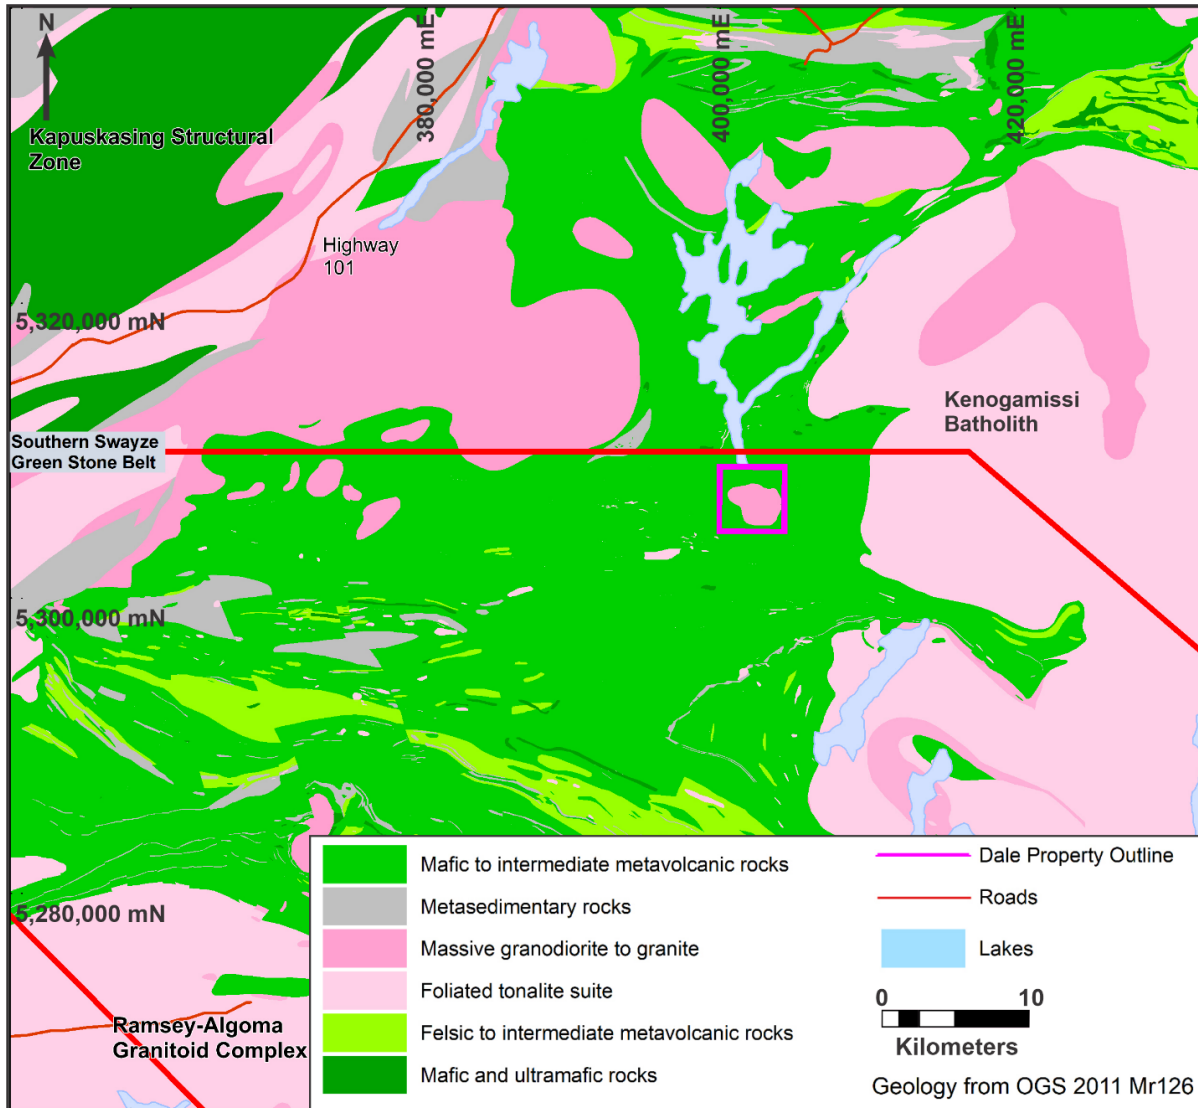 N
380,000 mE
400,000 mE
420,000 mE
Kapuskasing Structural
Zone
Highway
101
5,320,000 mN
Kenogamissi
Batholith
Southern Swayze
Green Stone Belt
5,300,000 mN
5,280,000 mN
Ramsey-Algoma
Granitoid Complex
Mafic to intermediate metavolcanic rocks
Metasedimentary rocks
Massive granodiorite to granite
Foliated tonalite suite
Felsic to intermediate metavolcanic rocks
Mafic and ultramafic rocks
Dale Property Outline
Roads
Lakes
0 10
Kilometers
Geology from OGS 2011 Mr126